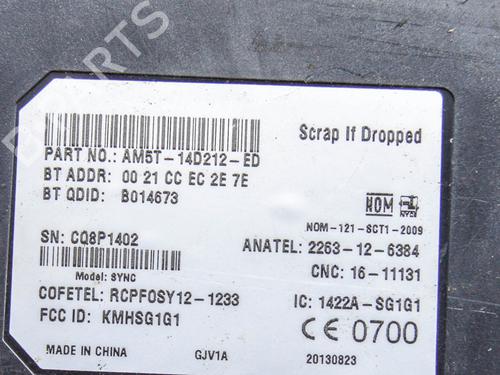 PARTS
Scrap If Dropped
PART NO.: AM5T-14D212-ED
BT ADDR: 00 21 CC EC 2E 7E
BT QDID: B014673
NOM
NYCE
NOM-121-SCT1-2009
SN: CQ8P1402
ANATEL: 2263-12-6384
CNC: 16-11131
Model: SYNC
COFETEL: RCPFOSY12-1233
IC: 1422A-SG1G1
FCC ID: KMHSG1G1
CE 0700
MADE IN CHINA
GJV1A
20130823